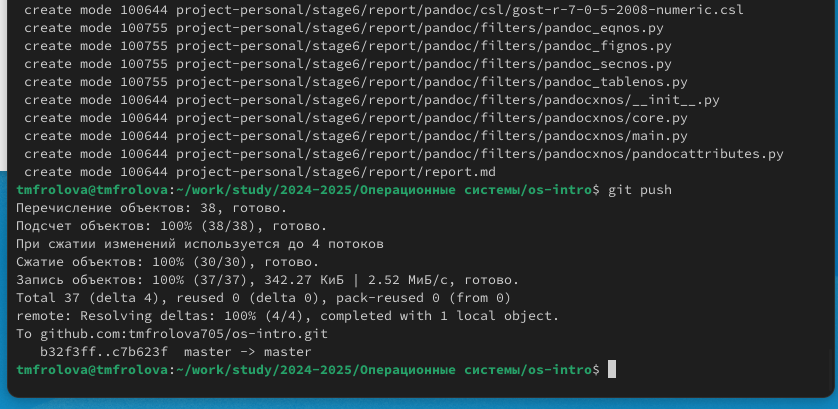 create mode 100644 project-personal/stage6/report/pandoc/csl/gost-r-7-0-5-2008-numeric.csl
create mode 100755 project-personal/stage6/report/pandoc/filters/pandoc_eqnos.py
create mode 100755 project-personal/stage6/report/pandoc/filters/pandoc_fignos.py
create mode 100755 project-personal/stage6/report/pandoc/filters/pandoc_secnos.py
create mode 100755 project-personal/stage6/report/pandoc/filters/pandoc_tablenos.py
create mode 100644 project-personal/stage6/report/pandoc/filters/pandocxnos/__init__.py
create mode 100644 project-personal/stage6/report/pandoc/filters/pandocxnos/core.py
create mode 100644 project-personal/stage6/report/pandoc/filters/pandocxnos/main.py
create mode 100644 project-personal/stage6/report/pandoc/filters/pandocxnos/pandocattributes.py
create mode 100644 project-personal/stage6/report/report.md
tmfrolova@tmfrolova:~/work/study/2024-2025/Операционные системы/os-intro$ git push
Перечисление объектов: 38, готово.
Подсчет объектов: 100% (38/38), готово.
При сжатии изменений используется до 4 потоков
Сжатие объектов: 100% (30/30), готово.
Запись объектов: 100% (37/37), 342.27 КиБ | 2.52 МиБ/с, готово.
Total 37 (delta 4), reused 0 (delta 0), pack-reused 0 (from 0)
remote: Resolving deltas: 100% (4/4), completed with 1 local object.
To github.com:tmfrolova705/os-intro.git
b32f3ff..c7b623f  master -> master
tmfrolova@tmfrolova:~/work/study/2024-2025/Операционные системы/os-intro$